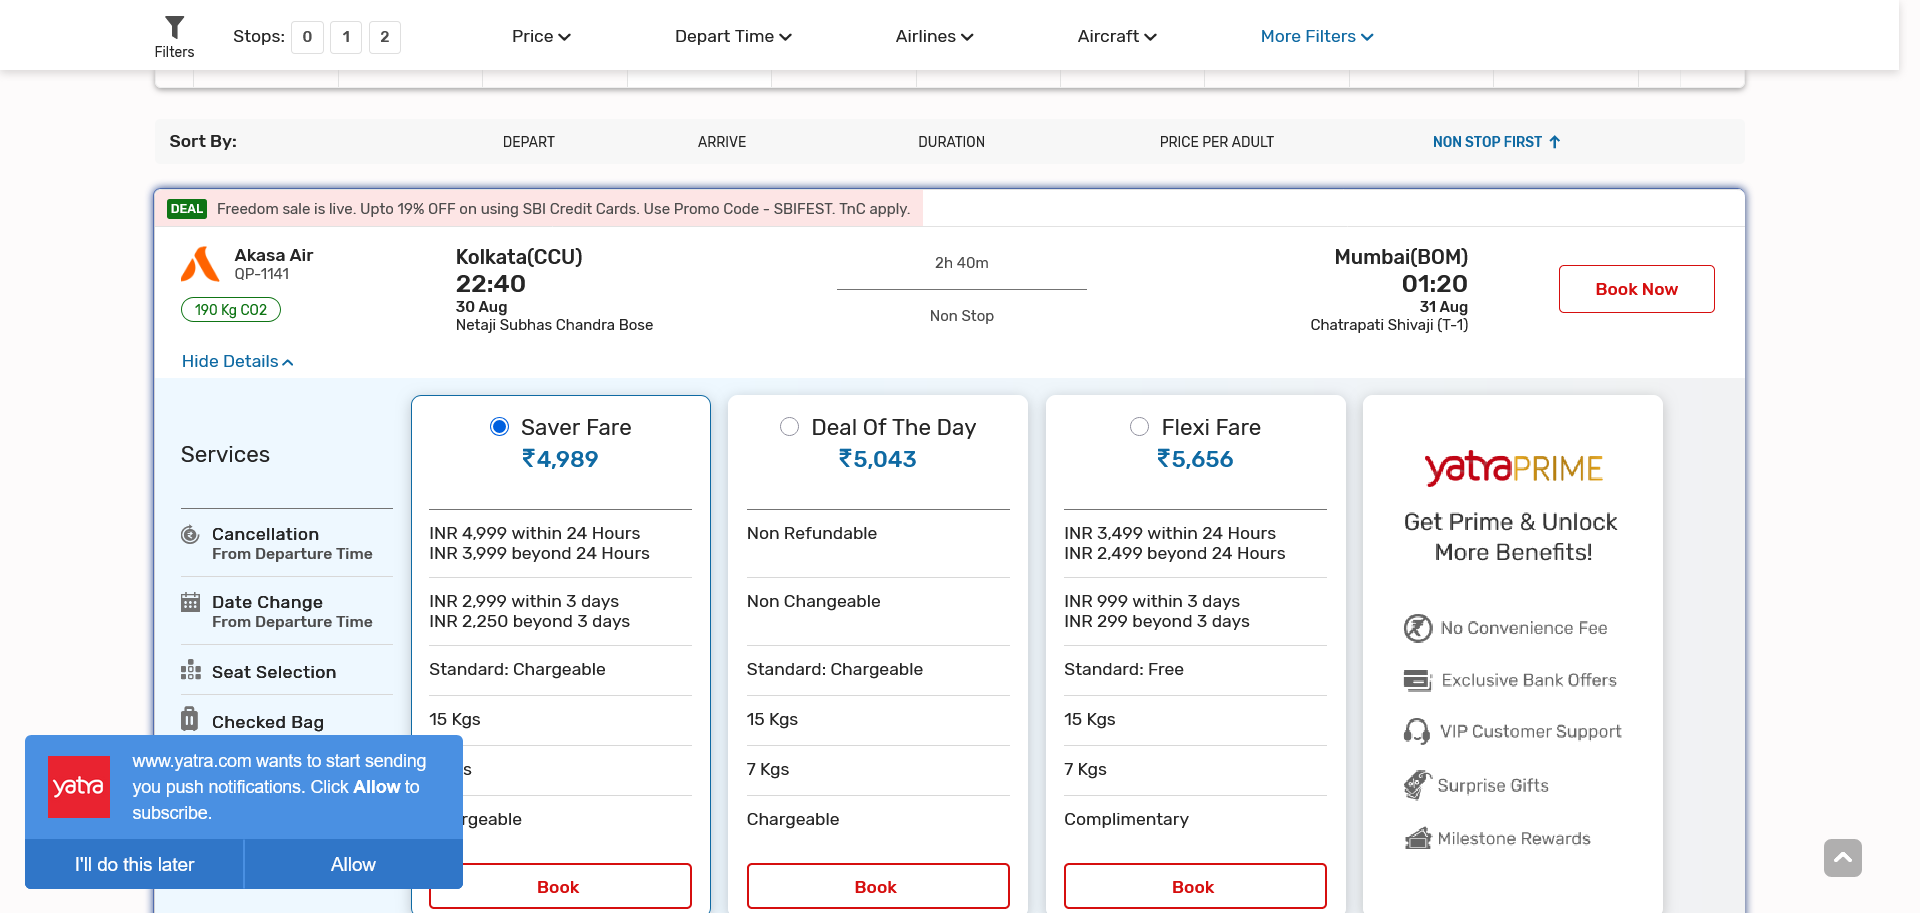 Filters
Stops: 0 1 2
Price
Depart Time
Airlines
Aircraft
More Filters
Sort By:
DEPART
ARRIVE
DURATION
PRICE PER ADULT
NON STOP FIRST
DEAL Freedom sale is live. Upto 19% OFF on using SBI Credit Cards. Use Promo Code - SBIFEST. TnC apply.
Akasa Air
QP-1141
190 Kg CO2
Kolkata(CCU)
22:40
30 Aug
Netaji Subhas Chandra Bose
2h 40m
Non Stop
Mumbai(BOM)
01:20
31 Aug
Chatrapati Shivaji (T-1)
Book Now
Hide Details
Services
Cancellation
From Departure Time
Date Change
From Departure Time
Seat Selection
Checked Bag
Saver Fare
₹4,989
INR 4,999 within 24 Hours
INR 3,999 beyond 24 Hours
INR 2,999 within 3 days
INR 2,250 beyond 3 days
Standard: Chargeable
15 Kgs
Book
Deal Of The Day
₹5,043
Non Refundable
Non Changeable
Standard: Chargeable
15 Kgs
7 Kgs
Chargeable
Book
Flexi Fare
₹5,656
INR 3,499 within 24 Hours
INR 2,499 beyond 24 Hours
INR 999 within 3 days
INR 299 beyond 3 days
Standard: Free
15 Kgs
7 Kgs
Complimentary
Book
yatra PRIME
Get Prime & Unlock
More Benefits!
No Convenience Fee
Exclusive Bank Offers
VIP Customer Support
Surprise Gifts
Milestone Rewards
yatra
www.yatra.com wants to start sending
you push notifications. Click Allow to
subscribe.
I'll do this later
Allow